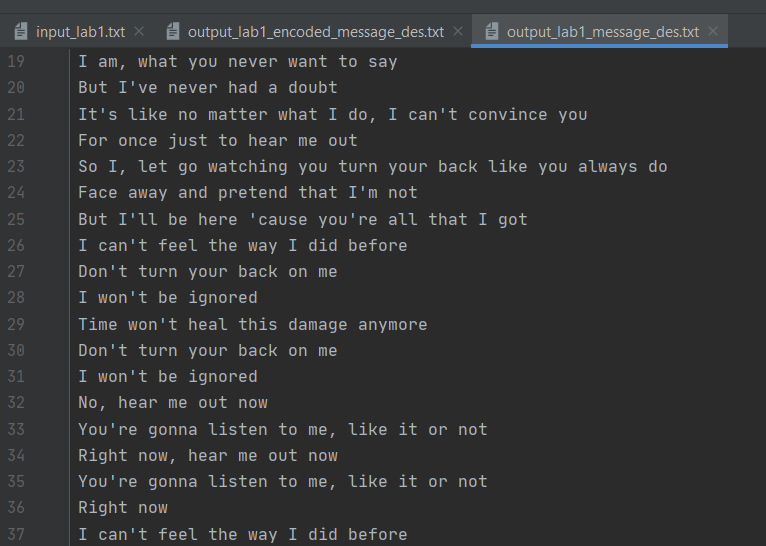 input_lab1.txt output_lab1_encoded_message_des.txt output_lab1_message_des.txt
19 I am, what you never want to say
20 But I've never had a doubt
21 It's like no matter what I do, I can't convince you
22 For once just to hear me out
23 So I, let go watching you turn your back like you always do
24 Face away and pretend that I'm not
25 But I'll be here 'cause you're all that I got
26 I can't feel the way I did before
27 Don't turn your back on me
28 I won't be ignored
29 Time won't heal this damage anymore
30 Don't turn your back on me
31 I won't be ignored
32 No, hear me out now
33 You're gonna listen to me, like it or not
34 Right now, hear me out now
35 You're gonna listen to me, like it or not
36 Right now
37 I can't feel the way I did before